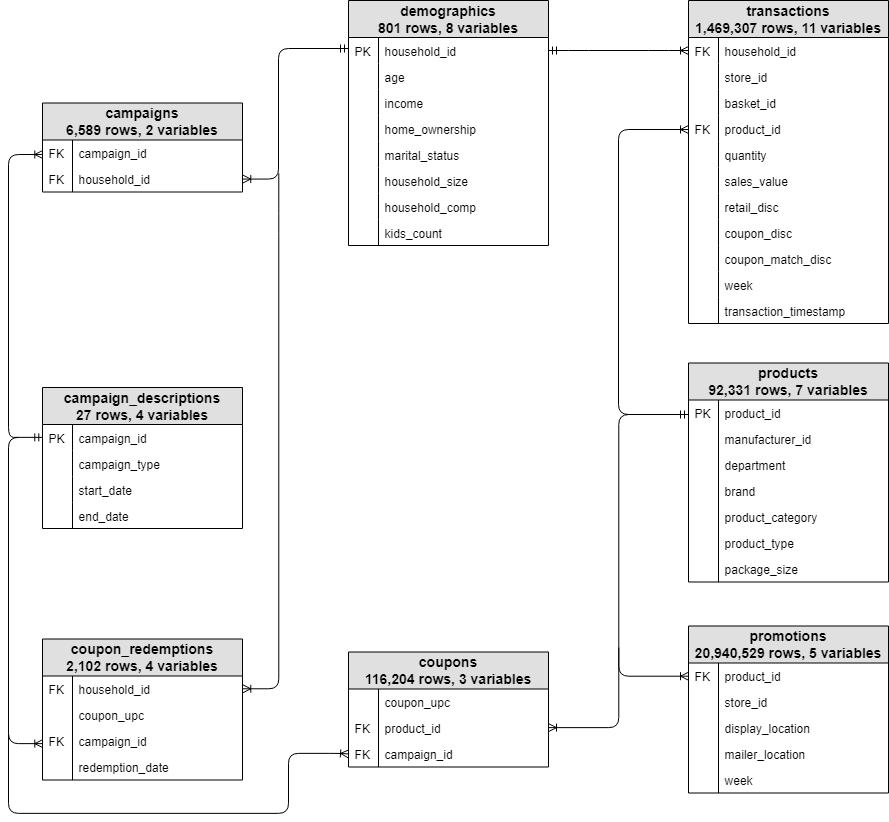 demographics
801 rows, 8 variables
PK household_id
age
income
home_ownership
marital_status
household_size
household_comp
kids_count
transactions
1,469,307 rows, 11 variables
FK household_id
store_id
basket_id
FK product_id
quantity
sales_value
retail_disc
coupon_disc
coupon_match_disc
week
transaction_timestamp
campaigns
6,589 rows, 2 variables
FK campaign_id
FK household_id
campaign_descriptions
27 rows, 4 variables
PK campaign_id
campaign_type
start_date
end_date
products
92,331 rows, 7 variables
PK product_id
manufacturer_id
department
brand
product_category
product_type
package_size
coupon_redemptions
2,102 rows, 4 variables
FK household_id
coupon_upc
FK campaign_id
redemption_date
coupons
116,204 rows, 3 variables
coupon_upc
FK product_id
FK campaign_id
promotions
20,940,529 rows, 5 variables
FK product_id
store_id
display_location
mailer_location
week